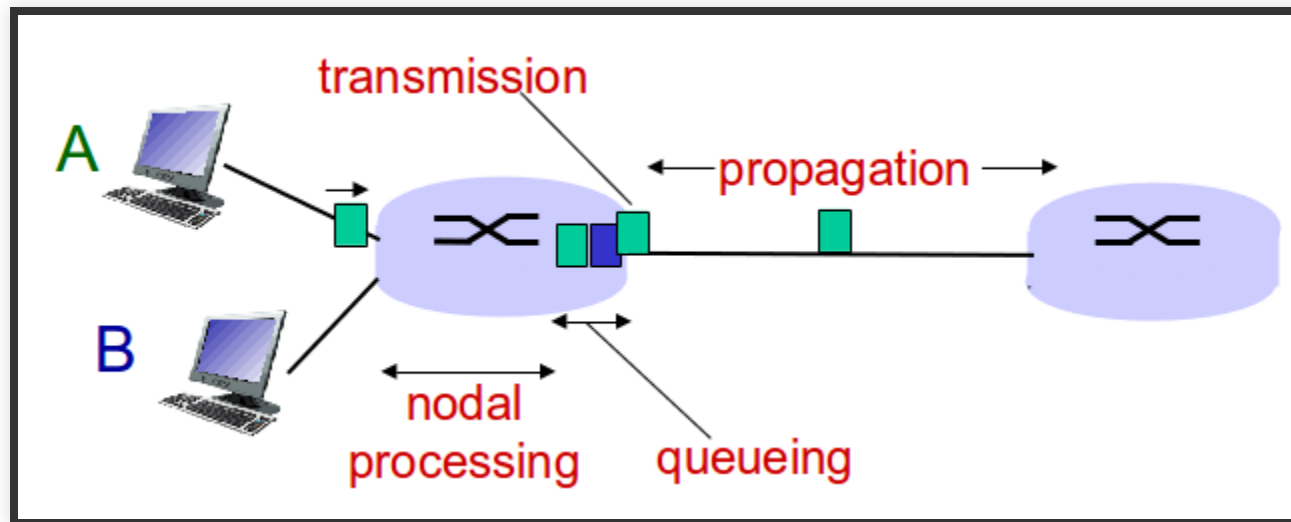 transmission
A
propagation
B
nodal
processing
queueing